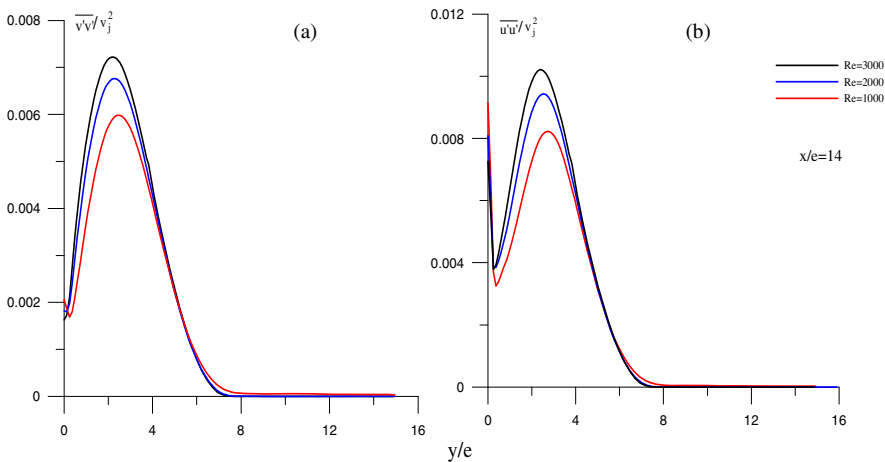 v'v'/v_j^2
(a)
0.008
0.006
0.004
0.002
0
0 4 8 12 16
u'u'/v_j^2
(b)
0.012
0.008
0.004
0
0 4 8 12 16
Re=3000
Re=2000
Re=1000
x/e=14
y/e